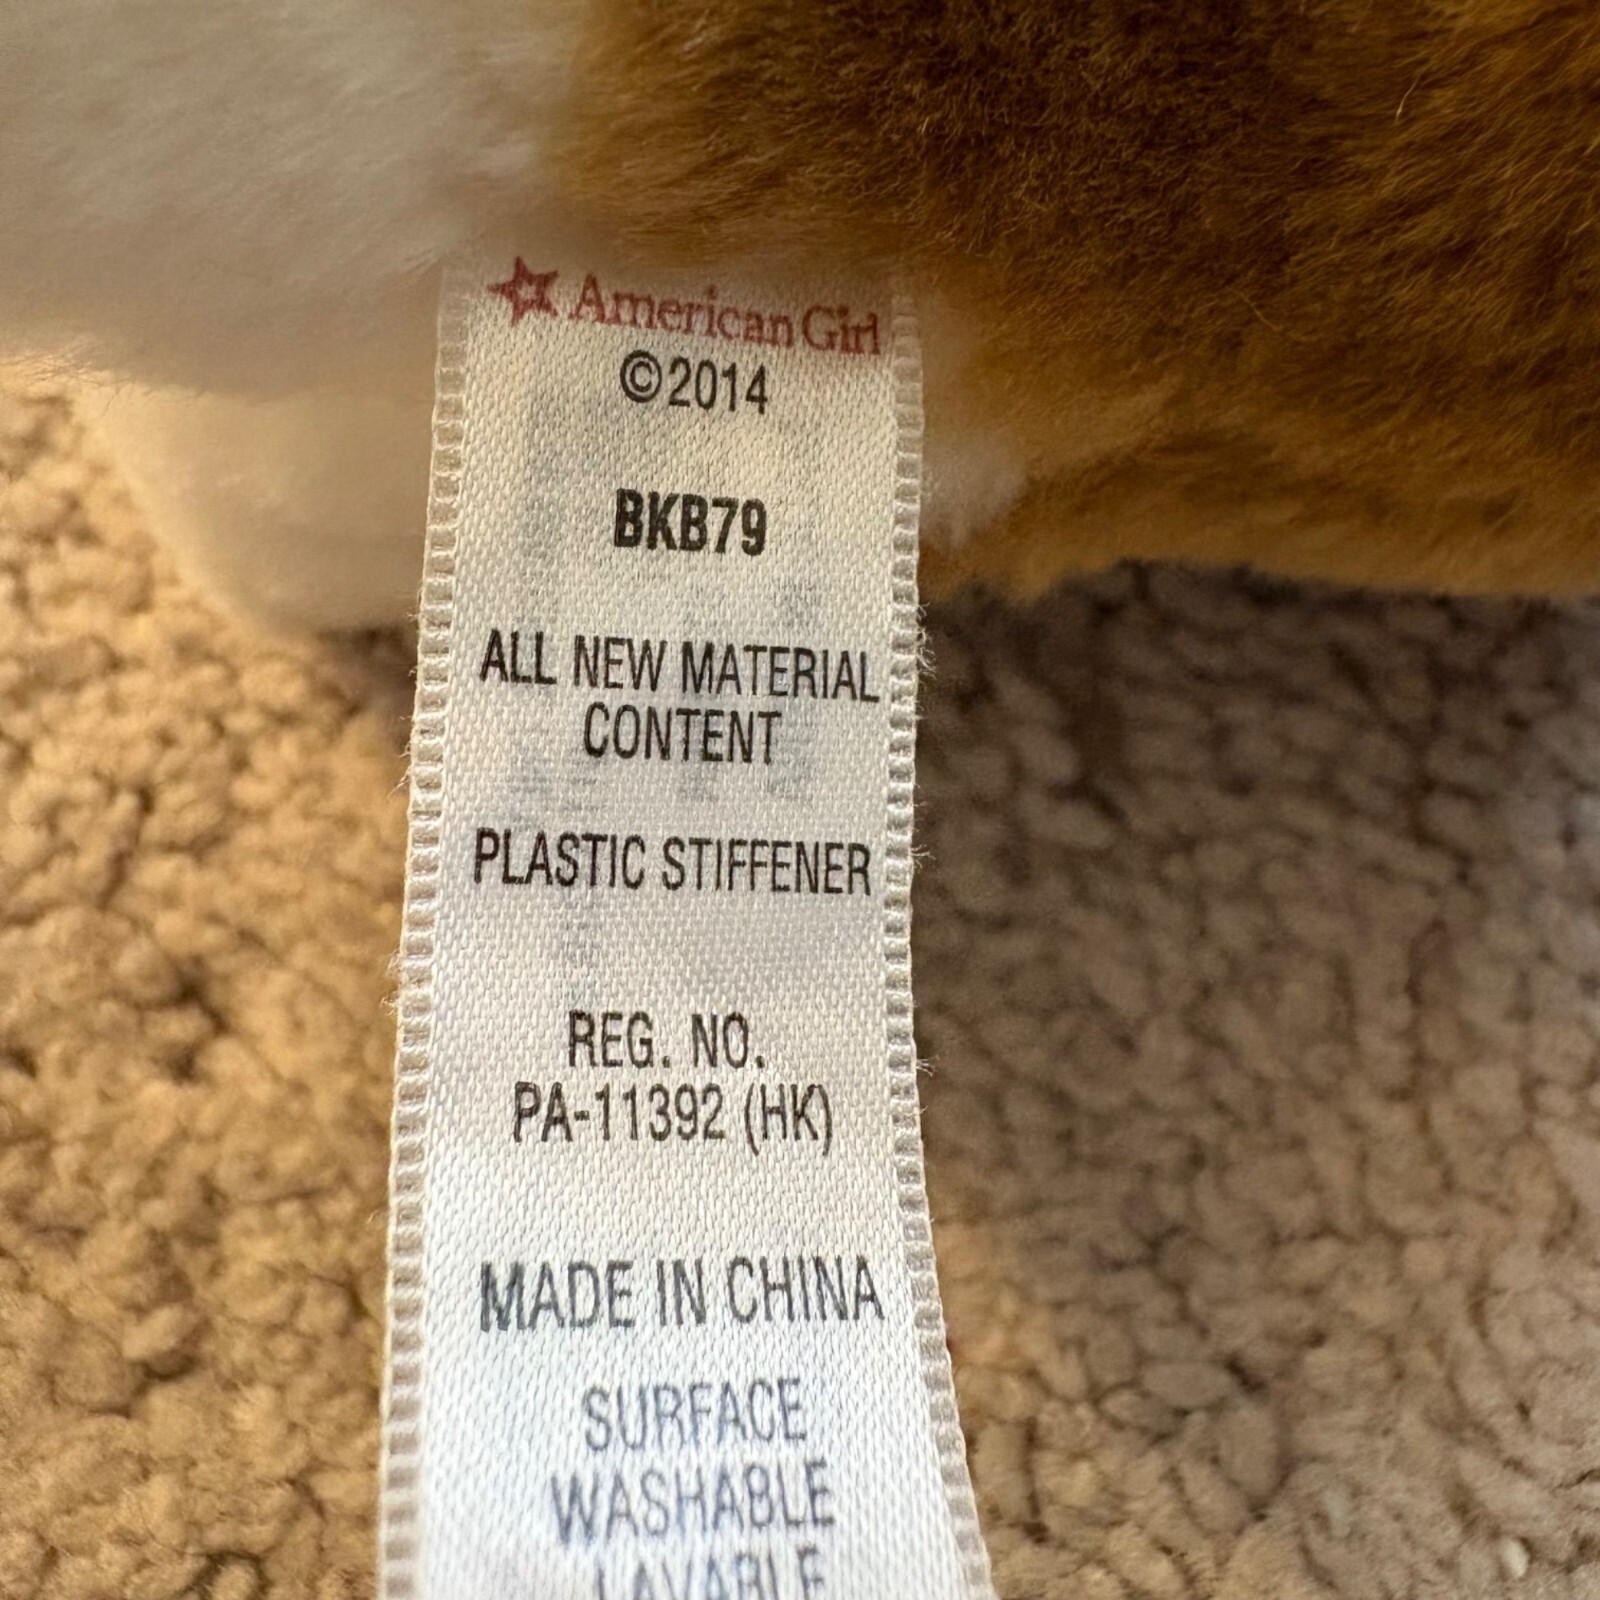 American Girl
©2014
BKB79
ALL NEW MATERIAL
CONTENT
PLASTIC STIFFENER
REG. NO.
PA-11392 (HK)
MADE IN CHINA
SURFACE
WASHABLE
LAVABLE